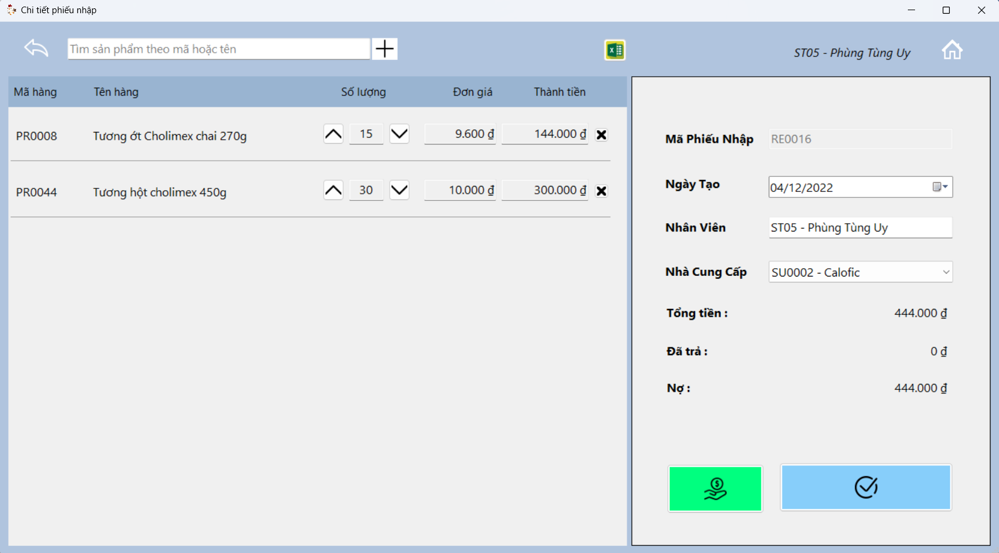 Chi tiết phiếu nhập
Tìm sản phẩm theo mã hoặc tên
ST05 - Phùng Tùng Uy
Mã hàng Tên hàng Số lượng Đơn giá Thành tiền
PR0008 Tương ớt Cholimex chai 270g 15 9.600 ₫ 144.000 ₫
PR0044 Tương hột cholimex 450g 30 10.000 ₫ 300.000 ₫
Mã Phiếu Nhập RE0016
Ngày Tạo 04/12/2022
Nhân Viên ST05 - Phùng Tùng Uy
Nhà Cung Cấp SU0002 - Calofic
Tổng tiền : 444.000 ₫
Đã trả : 0 ₫
Nợ : 444.000 ₫